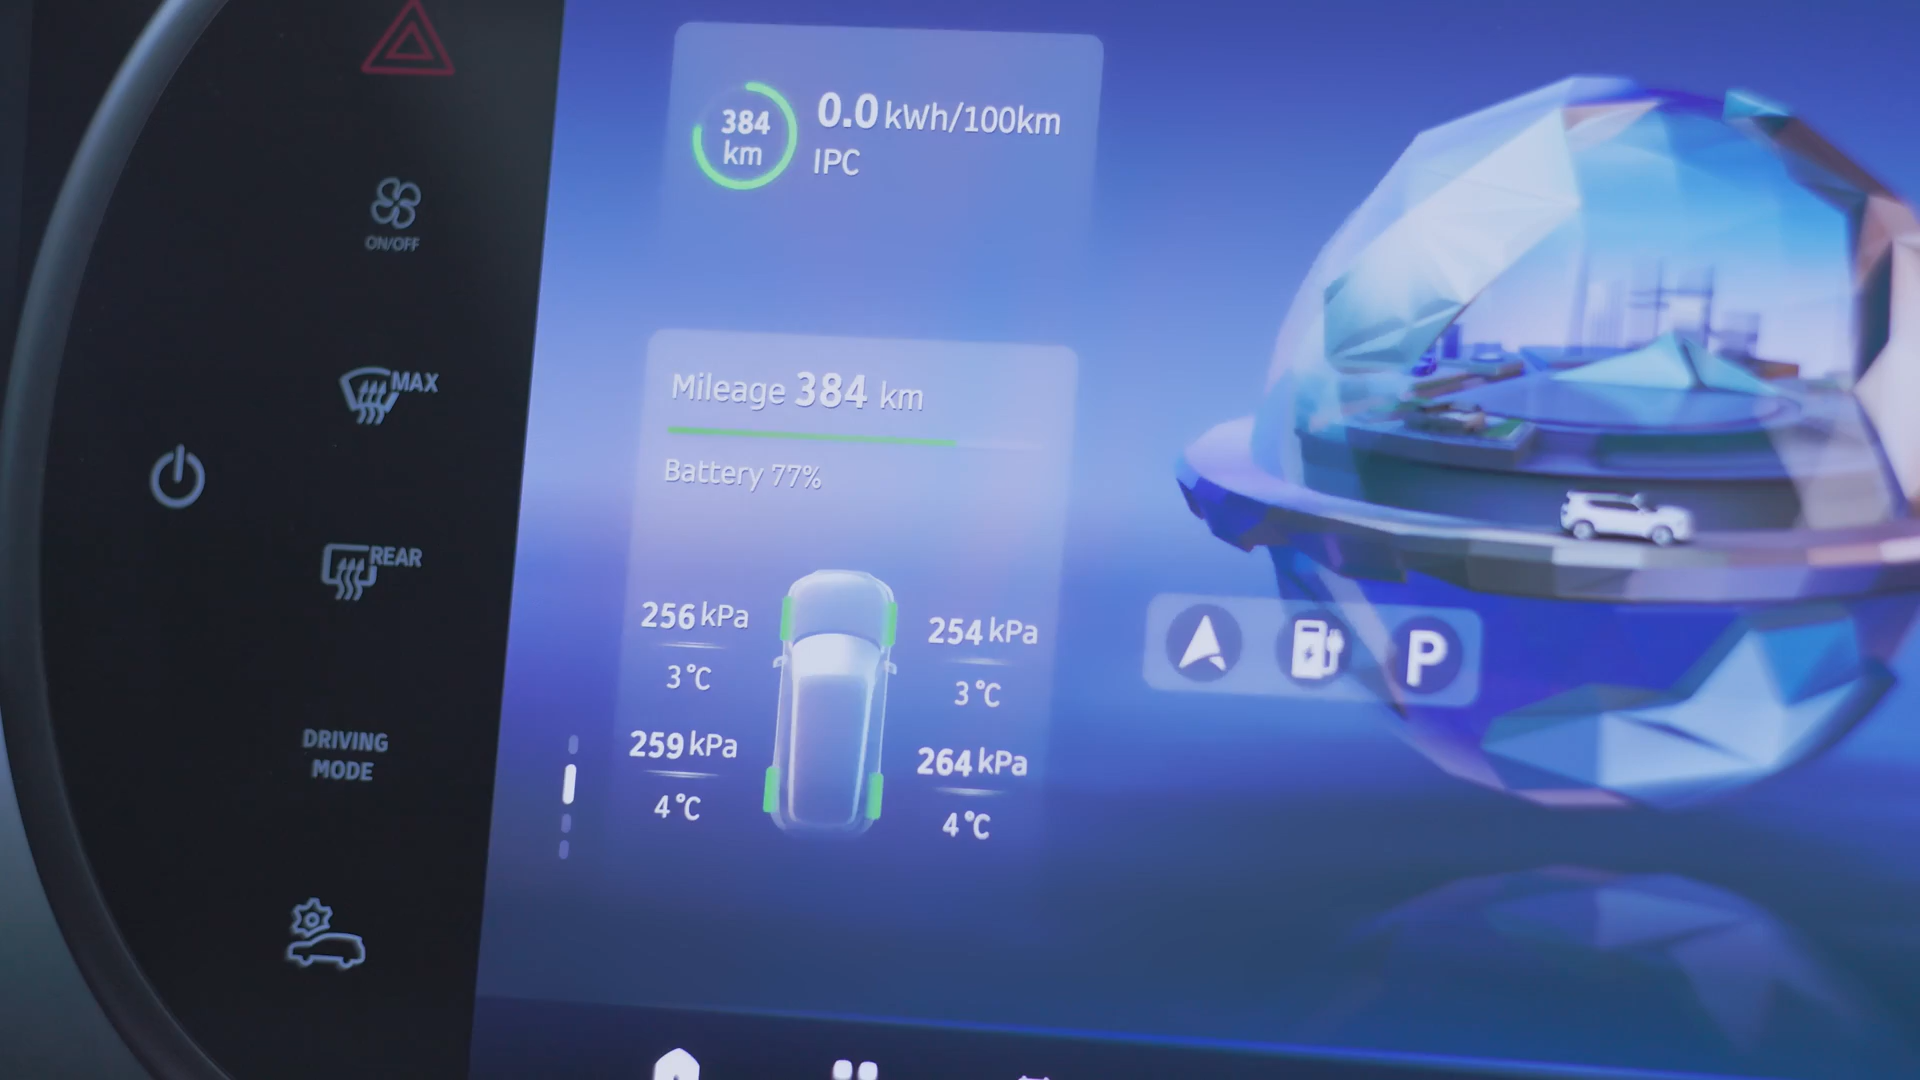 ON/OFF
MAX
REAR
DRIVING
MODE
384
km
0.0 kWh/100km
IPC
Mileage 384 km
Battery 77%
256 kPa
3°C
254 kPa
3°C
259 kPa
4°C
264 kPa
4°C
P